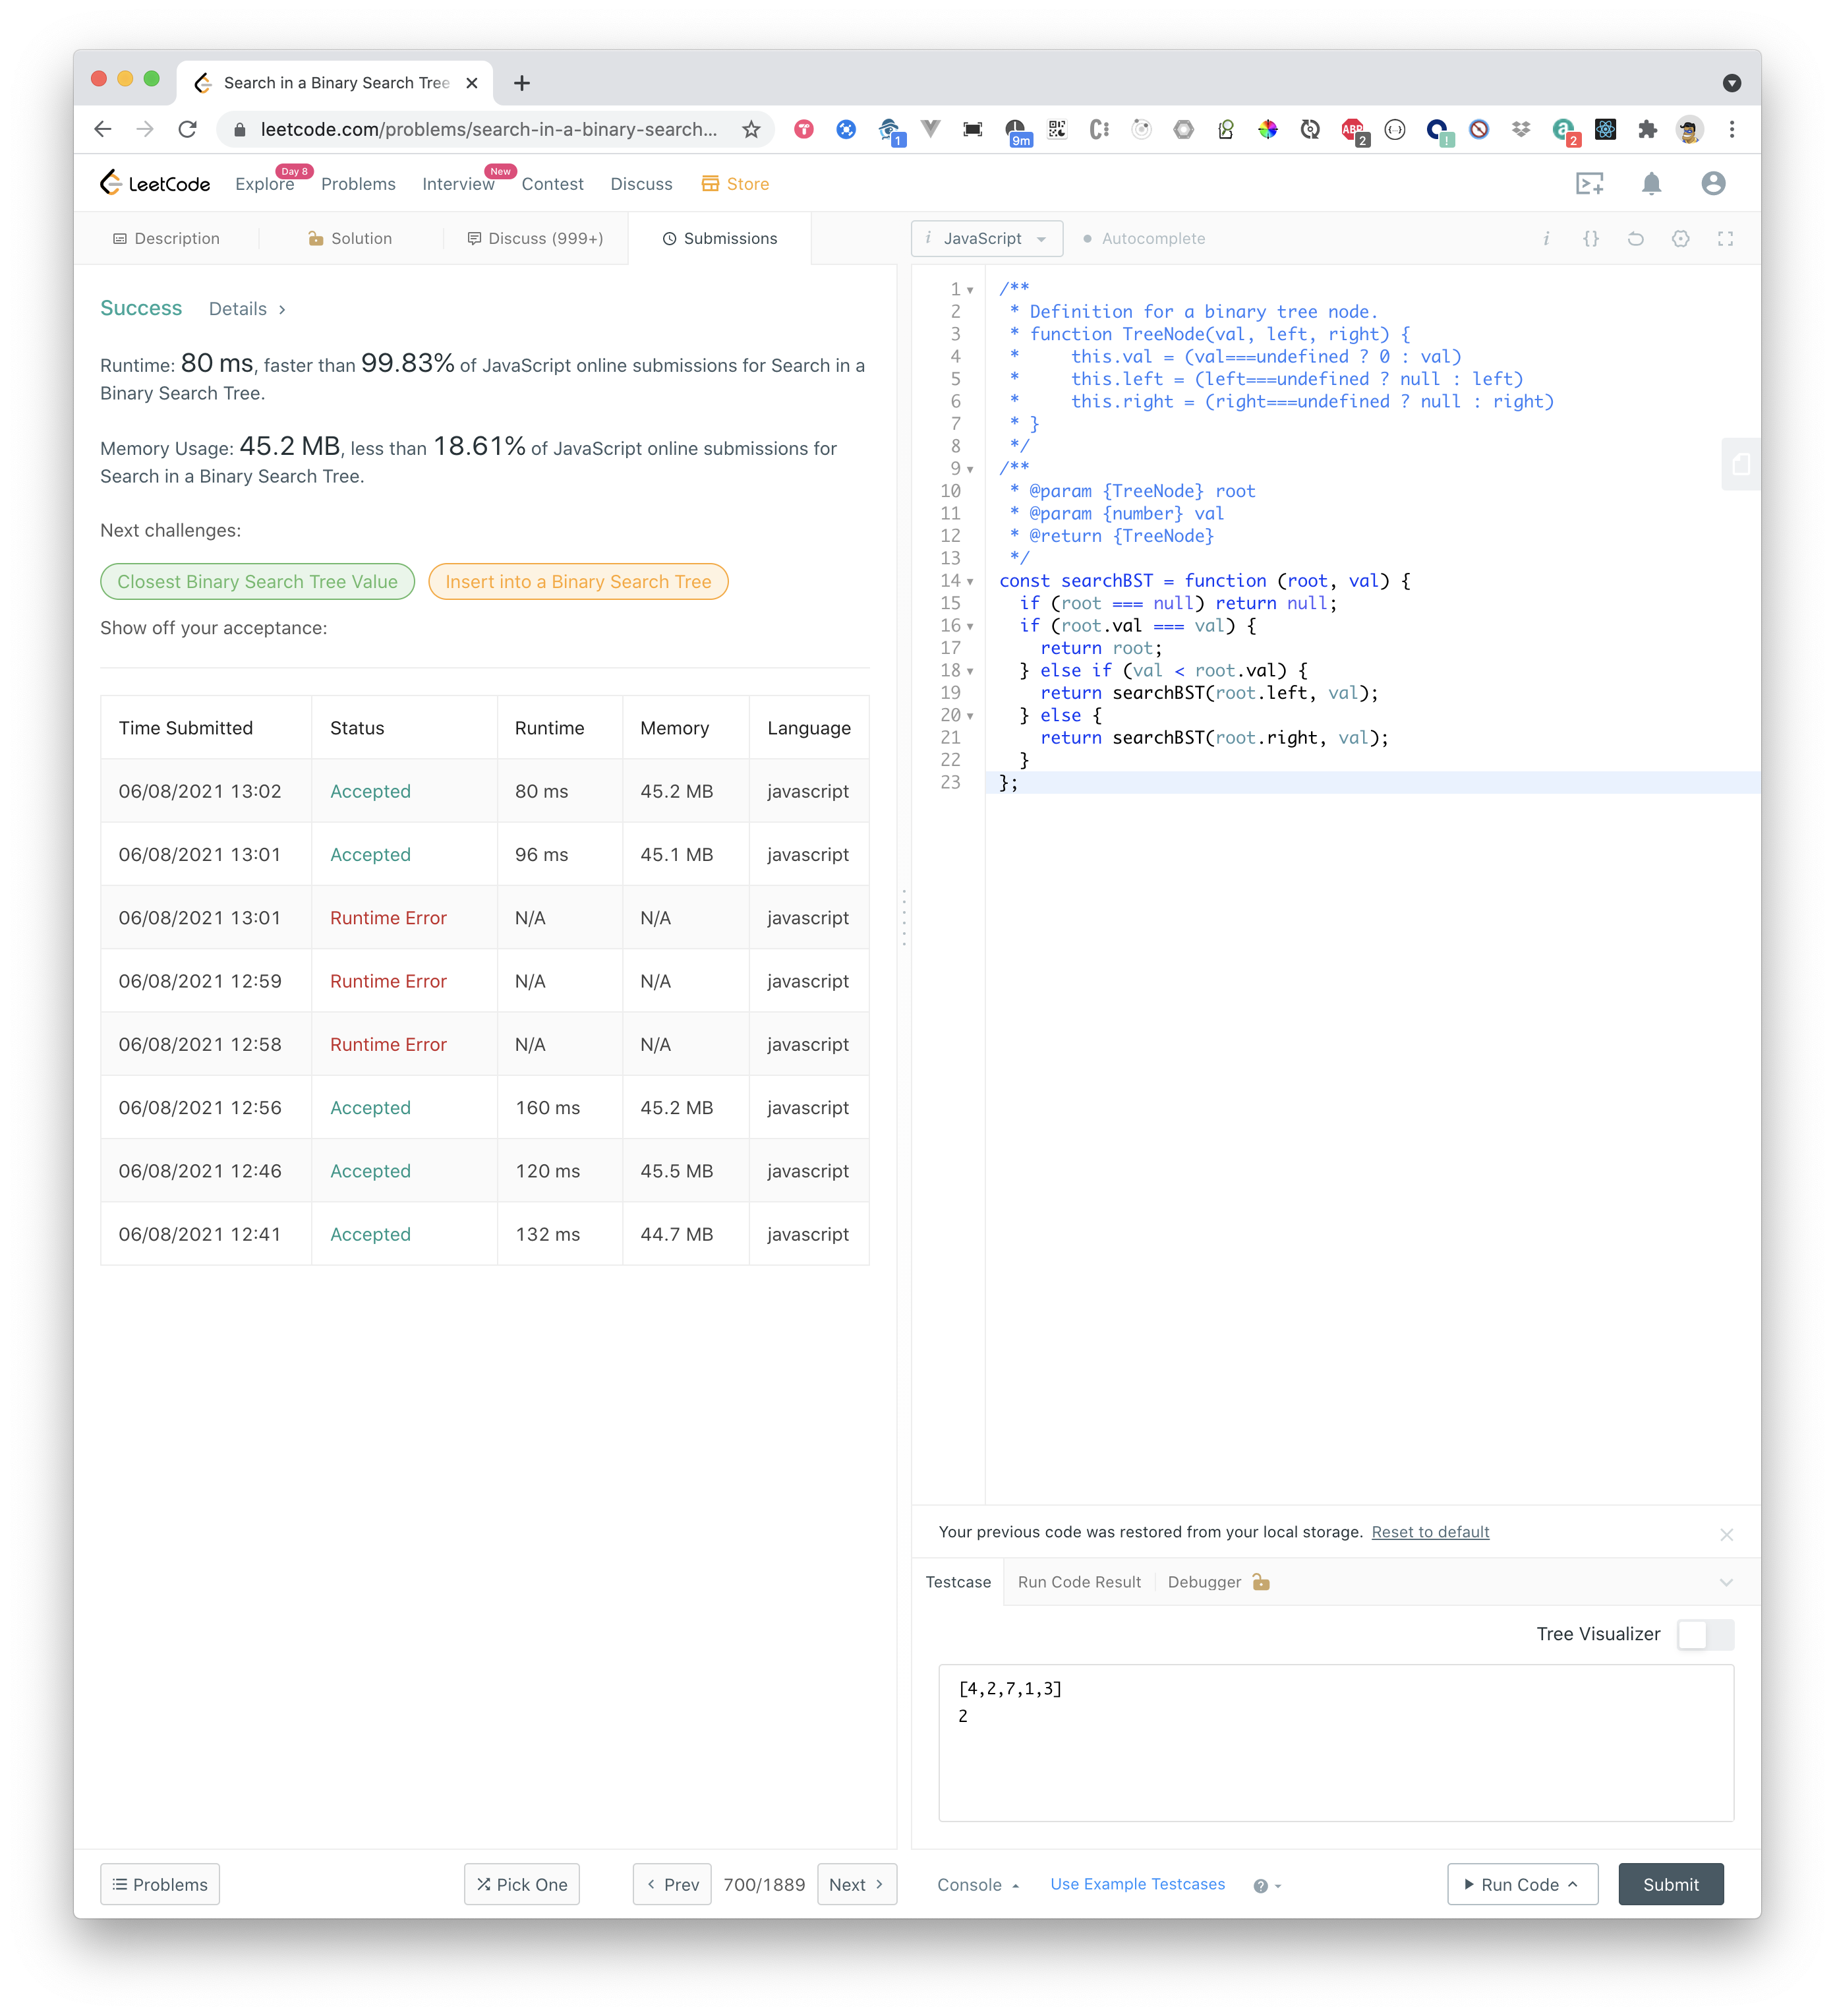 Search in a Binary Search Tree
leetcode.com/problems/search-in-a-binary-search...
1
9m
ABP
2
!
2
LeetCode
Explore
Day 8
Problems
Interview
New
Contest
Discuss
Store
Description
Solution
Discuss (999+)
Submissions
i JavaScript
Autocomplete
i
{}
Success
Details >
Runtime: 80 ms, faster than 99.83% of JavaScript online submissions for Search in a
Binary Search Tree.
Memory Usage: 45.2 MB, less than 18.61% of JavaScript online submissions for
Search in a Binary Search Tree.
Next challenges:
Closest Binary Search Tree Value
Insert into a Binary Search Tree
Show off your acceptance:
Time Submitted Status Runtime Memory Language
06/08/2021 13:02 Accepted 80 ms 45.2 MB javascript
06/08/2021 13:01 Accepted 96 ms 45.1 MB javascript
06/08/2021 13:01 Runtime Error N/A N/A javascript
06/08/2021 12:59 Runtime Error N/A N/A javascript
06/08/2021 12:58 Runtime Error N/A N/A javascript
06/08/2021 12:56 Accepted 160 ms 45.2 MB javascript
06/08/2021 12:46 Accepted 120 ms 45.5 MB javascript
06/08/2021 12:41 Accepted 132 ms 44.7 MB javascript
1 /**
2  * Definition for a binary tree node.
3  * function TreeNode(val, left, right) {
4  *     this.val = (val===undefined ? 0 : val)
5  *     this.left = (left===undefined ? null : left)
6  *     this.right = (right===undefined ? null : right)
7  * }
8  */
9 /**
10  * @param {TreeNode} root
11  * @param {number} val
12  * @return {TreeNode}
13  */
14 const searchBST = function (root, val) {
15   if (root === null) return null;
16   if (root.val === val) {
17     return root;
18   } else if (val < root.val) {
19     return searchBST(root.left, val);
20   } else {
21     return searchBST(root.right, val);
22   }
23 };
Your previous code was restored from your local storage. Reset to default
Testcase
Run Code Result
Debugger
Tree Visualizer
[4,2,7,1,3]
2
Problems
Pick One
Prev
700/1889
Next
Console
Use Example Testcases
?
Run Code
Submit